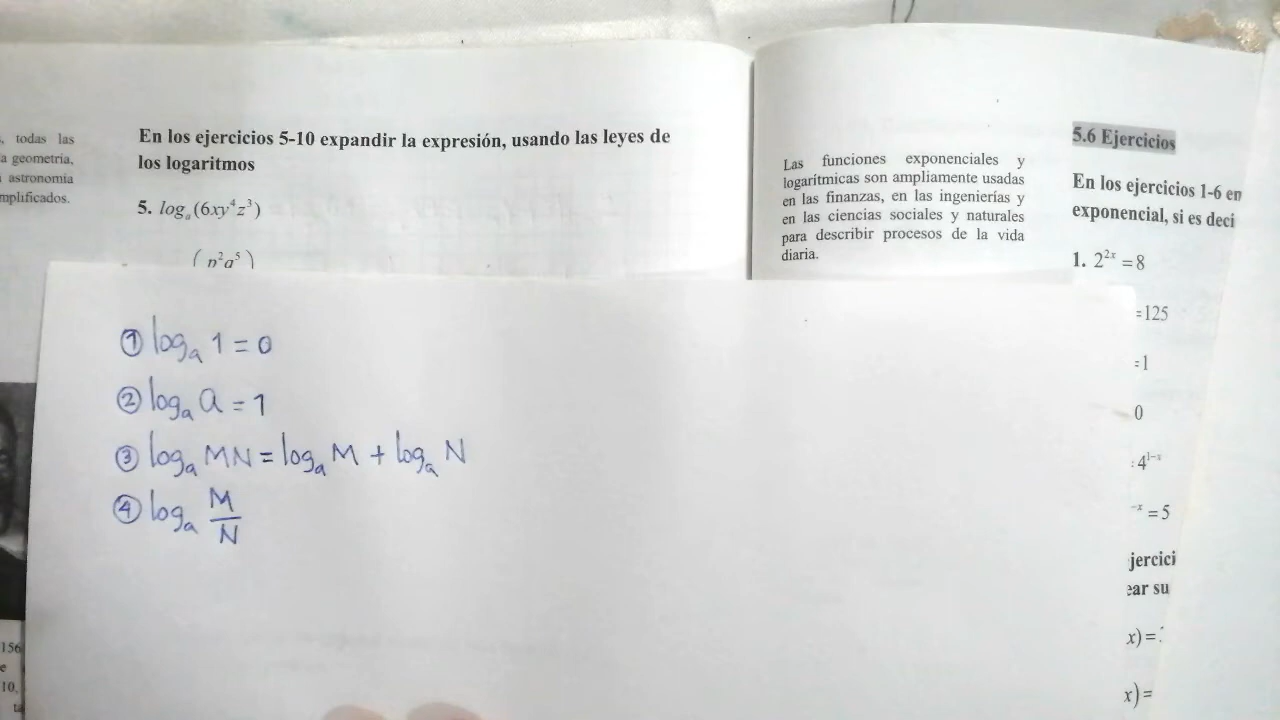 , todas las
a geometría,
astronomía
mplificados.
En los ejercicios 5-10 expandir la expresión, usando las leyes de
los logaritmos
5. logₐ(6xy⁴z³)
Las funciones exponenciales y
logarítmicas son ampliamente usadas
en las finanzas, en las ingenierías y
en las ciencias sociales y naturales
para describir procesos de la vida
diaria.
5.6 Ejercicios
En los ejercicios 1-6 en
exponencial, si es deci
1. 2²ˣ = 8
=125
=1
0
4¹⁻ˣ
⁻ˣ = 5
jercici
ear su
x) =
x) =
① logₐ 1 = 0
② logₐ a = 1
③ logₐ MN = logₐ M + logₐ N
④ logₐ M/N
156
e
10,